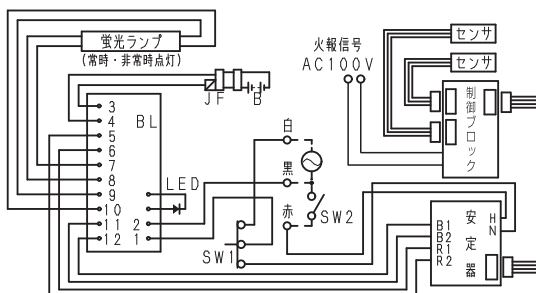 蛍光ランプ
(常時・非常時点灯)
火報信号
AC100V
センサ
センサ
制御ブロック
JF
B
3
4
5
6
7
8
9
10
11
12
BL
LED
2
1
白
黒
赤
SW2
SW1
安定器
B1
B2
R1
R2
H
N